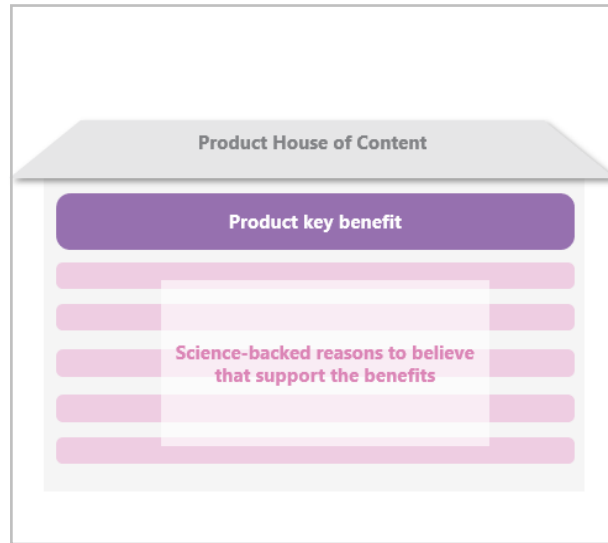 Product House of Content
Product key benefit
Science-backed reasons to believe
that support the benefits